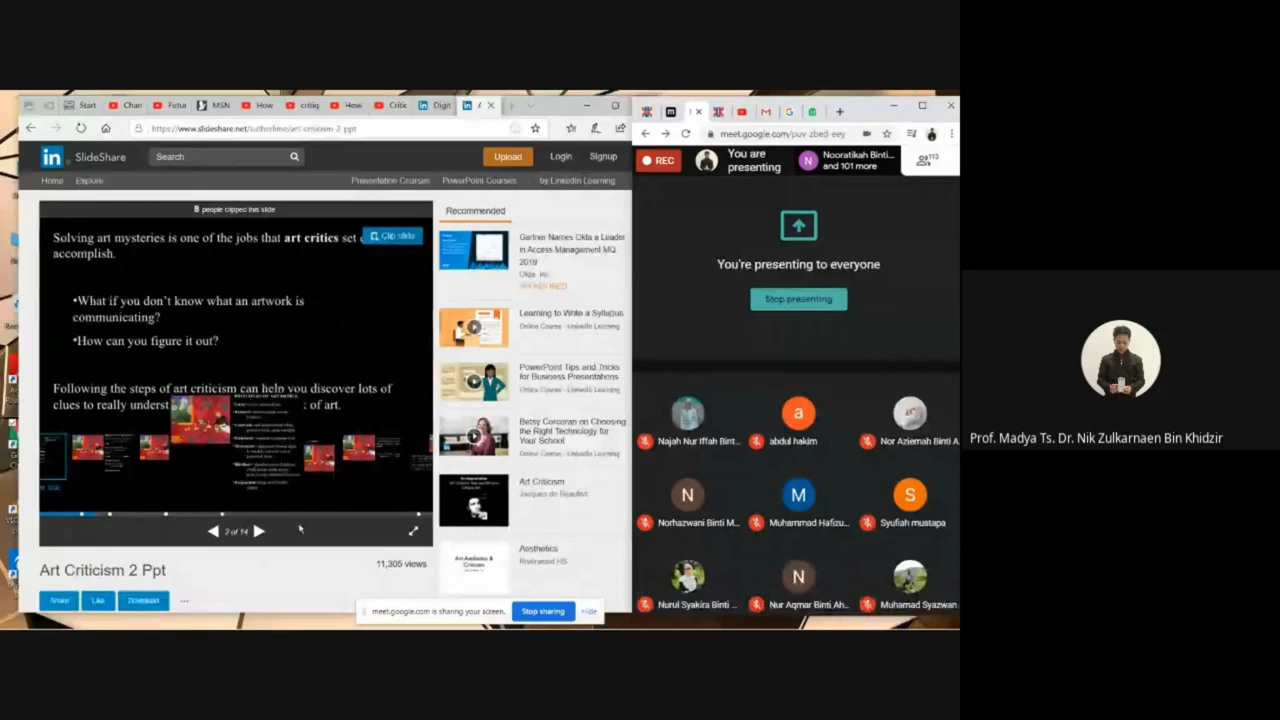 Start
Chan
Futur
MSN
How
critiq
How
Critic
Digit
https://www.slideshare.net/sutherlime/art-criticism-2-ppt
in
SlideShare
Search
Upload
Login
Signup
Home
Explore
Presentation Courses
PowerPoint Courses
by LinkedIn Learning
8 people clipped this slide
Solving art mysteries is one of the jobs that art critics set
accomplish.
Clip slide
•What if you don't know what an artwork is
communicating?
•How can you figure it out?
Following the steps of art criticism can help you discover lots of
clues to really underst
of art.
2 of 14
Art Criticism 2 Ppt
11,305 views
Share
Like
Download
Recommended
Gartner Names Okta a Leader
in Access Management MQ
2019
Okta, Inc.
Learning to Write a Syllabus
Online Course - LinkedIn Learning
PowerPoint Tips and Tricks
for Business Presentations
Online Course - LinkedIn Learning
Betsy Corcoran on Choosing
the Right Technology for
Your School
Online Course - LinkedIn Learning
Art Criticism
Jacques de Beaufort
Aesthetics
meet.google.com is sharing your screen.
Stop sharing
Hide
meet.google.com/puv-zbed-eey
REC
You are
presenting
N
Nooratikah Binti...
and 101 more
113
You're presenting to everyone
Stop presenting
Najah Nur Iffah Bint...
a
abdul hakim
Nor Aziemah Binti A
N
Norhazwani Binti M...
M
Muhammad Hafizu...
S
Syufiah mustapa
Nurul Syakira Binti ...
N
Nur Aqmar Binti Ah...
Muhamad Syazwan
Prof. Madya Ts. Dr. Nik Zulkarnaen Bin Khidzir